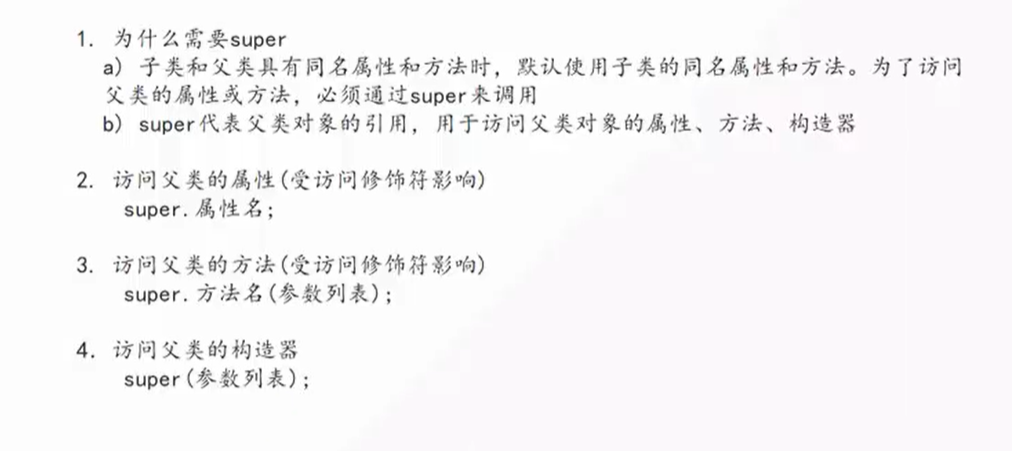 1. 为什么需要super
a) 子类和父类具有同名属性和方法时，默认使用子类的同名属性和方法。为了访问
父类的属性或方法，必须通过super来调用
b) super代表父类对象的引用，用于访问父类对象的属性、方法、构造器
2. 访问父类的属性(受访问修饰符影响)
super.属性名;
3. 访问父类的方法(受访问修饰符影响)
super.方法名(参数列表);
4. 访问父类的构造器
super(参数列表);